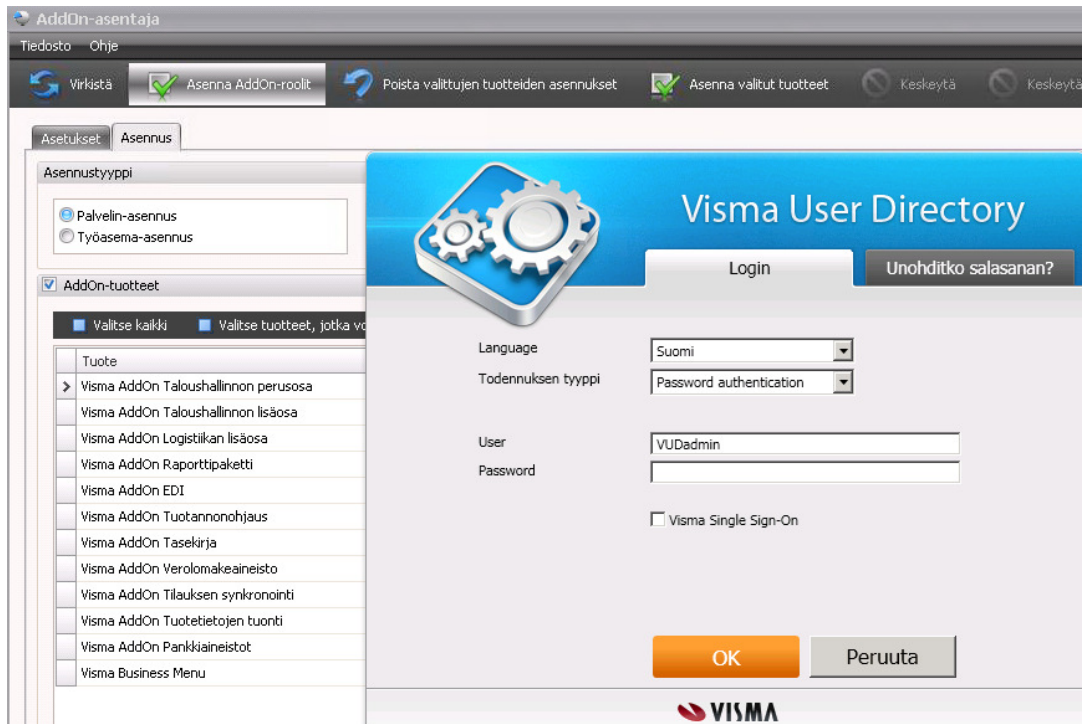 AddOn-asentaja
Tiedosto Ohje
Virkistä Asenna AddOn-roolit Poista valittujen tuotteiden asennukset Asenna valitut tuotteet Keskeytä Keskeytä
Asetukset Asennus
Asennustyyppi
Palvelin-asennus
Työasema-asennus
AddOn-tuotteet
Valitse kaikki Valitse tuotteet, jotka vo
Tuote
Visma AddOn Taloushallinnon perusosa
Visma AddOn Taloushallinnon lisäosa
Visma AddOn Logistiikan lisäosa
Visma AddOn Raporttipaketti
Visma AddOn EDI
Visma AddOn Tuotannonohjaus
Visma AddOn Tasekirja
Visma AddOn Verolomakeaineisto
Visma AddOn Tilauksen synkronointi
Visma AddOn Tuotetietojen tuonti
Visma AddOn Pankkiaineistot
Visma Business Menu
Visma User Directory
Login Unohditko salasanan?
Language Suomi
Todennuksen tyyppi Password authentication
User VUDadmin
Password
Visma Single Sign-On
OK Peruuta
VISMA